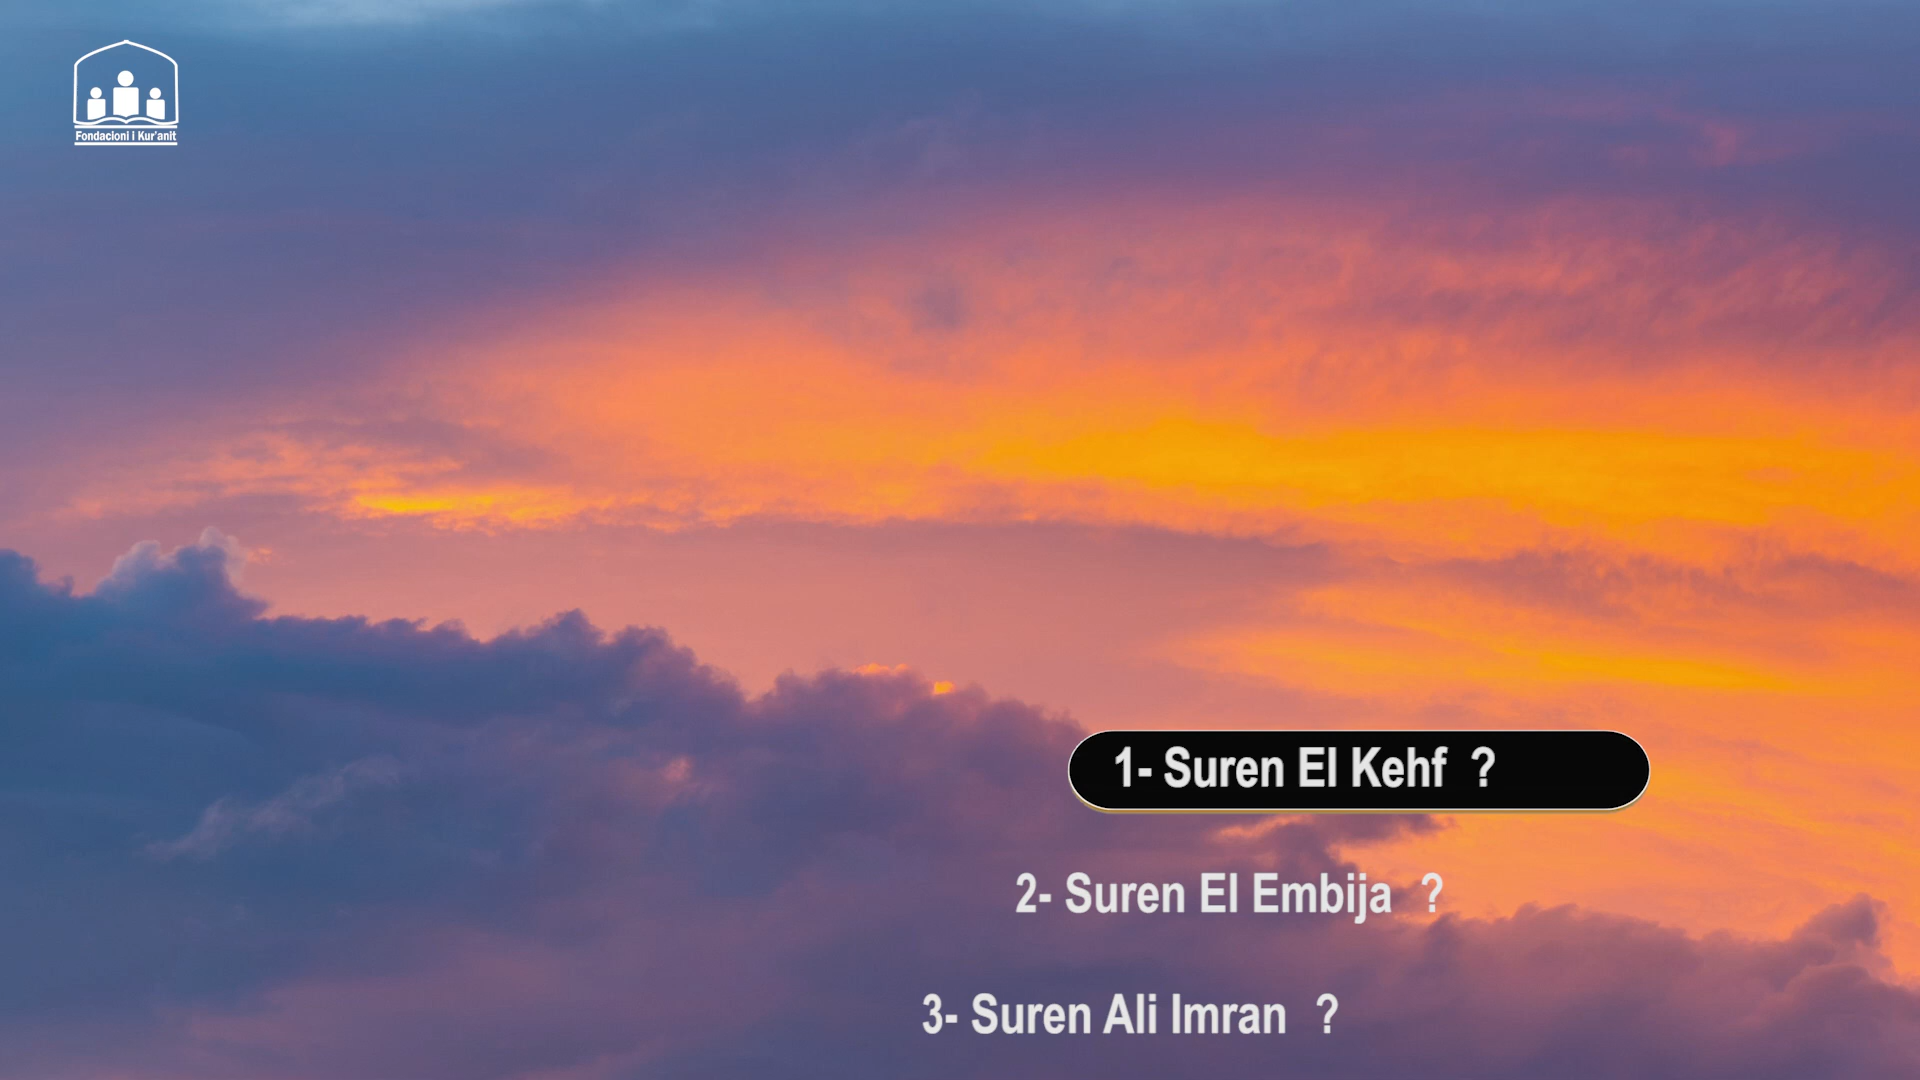 Fondacioni i Kur'anit
1- Suren El Kehf ?
2- Suren El Embija ?
3- Suren Ali Imran ?